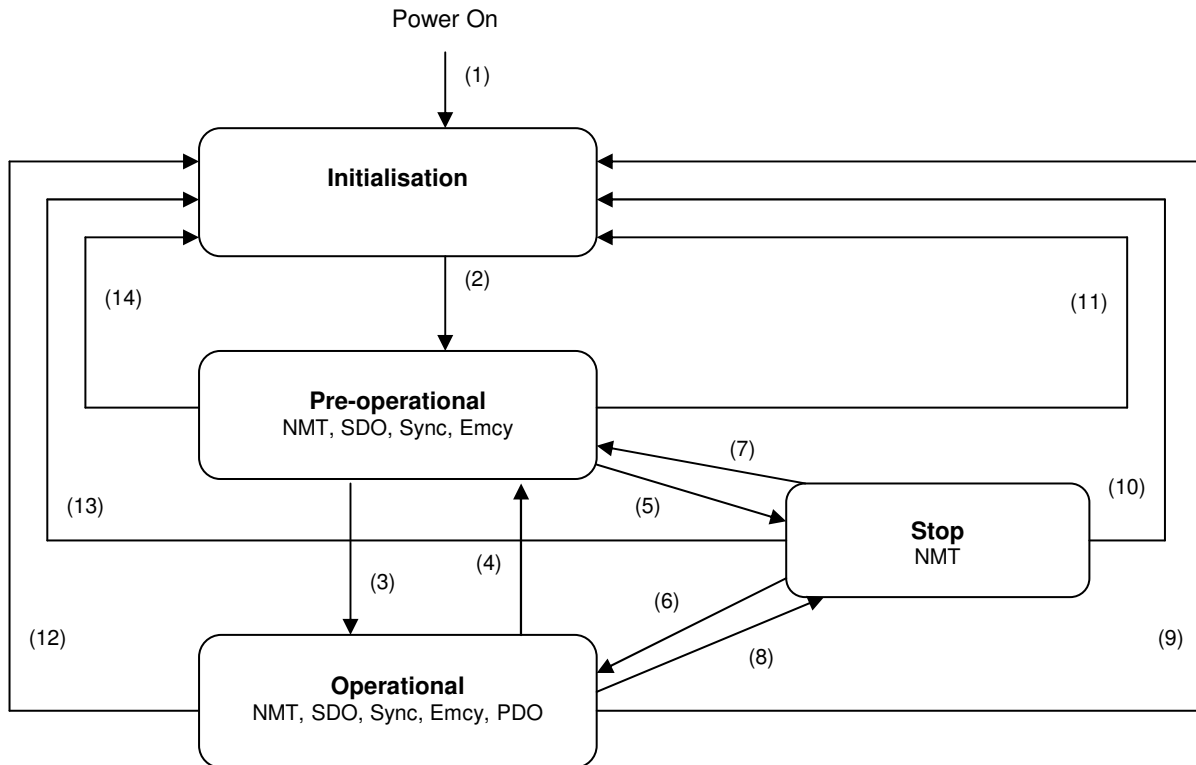 Power On
(1)
Initialisation
(2)
(14)
(11)
Pre-operational
NMT, SDO, Sync, Emcy
(7)
(5)
(10)
(13)
Stop
NMT
(4)
(3)
(6)
(12)
(9)
(8)
Operational
NMT, SDO, Sync, Emcy, PDO